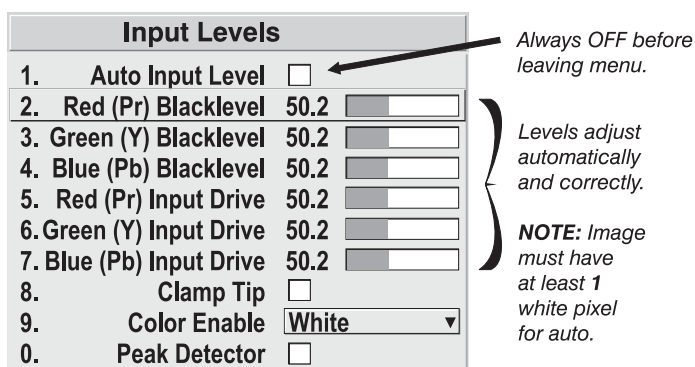 Input Levels
1. Auto Input Level
2. Red (Pr) Blacklevel 50.2
3. Green (Y) Blacklevel 50.2
4. Blue (Pb) Blacklevel 50.2
5. Red (Pr) Input Drive 50.2
6. Green (Y) Input Drive 50.2
7. Blue (Pb) Input Drive 50.2
8. Clamp Tip
9. Color Enable White
0. Peak Detector
Always OFF before
leaving menu.
Levels adjust
automatically
and correctly.
NOTE: Image
must have
at least 1
white pixel
for auto.